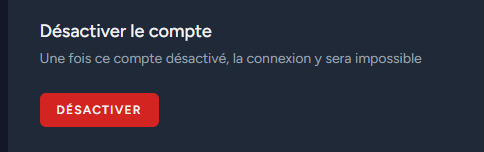 Désactiver le compte
Une fois ce compte désactivé, la connexion y sera impossible
DÉSACTIVER